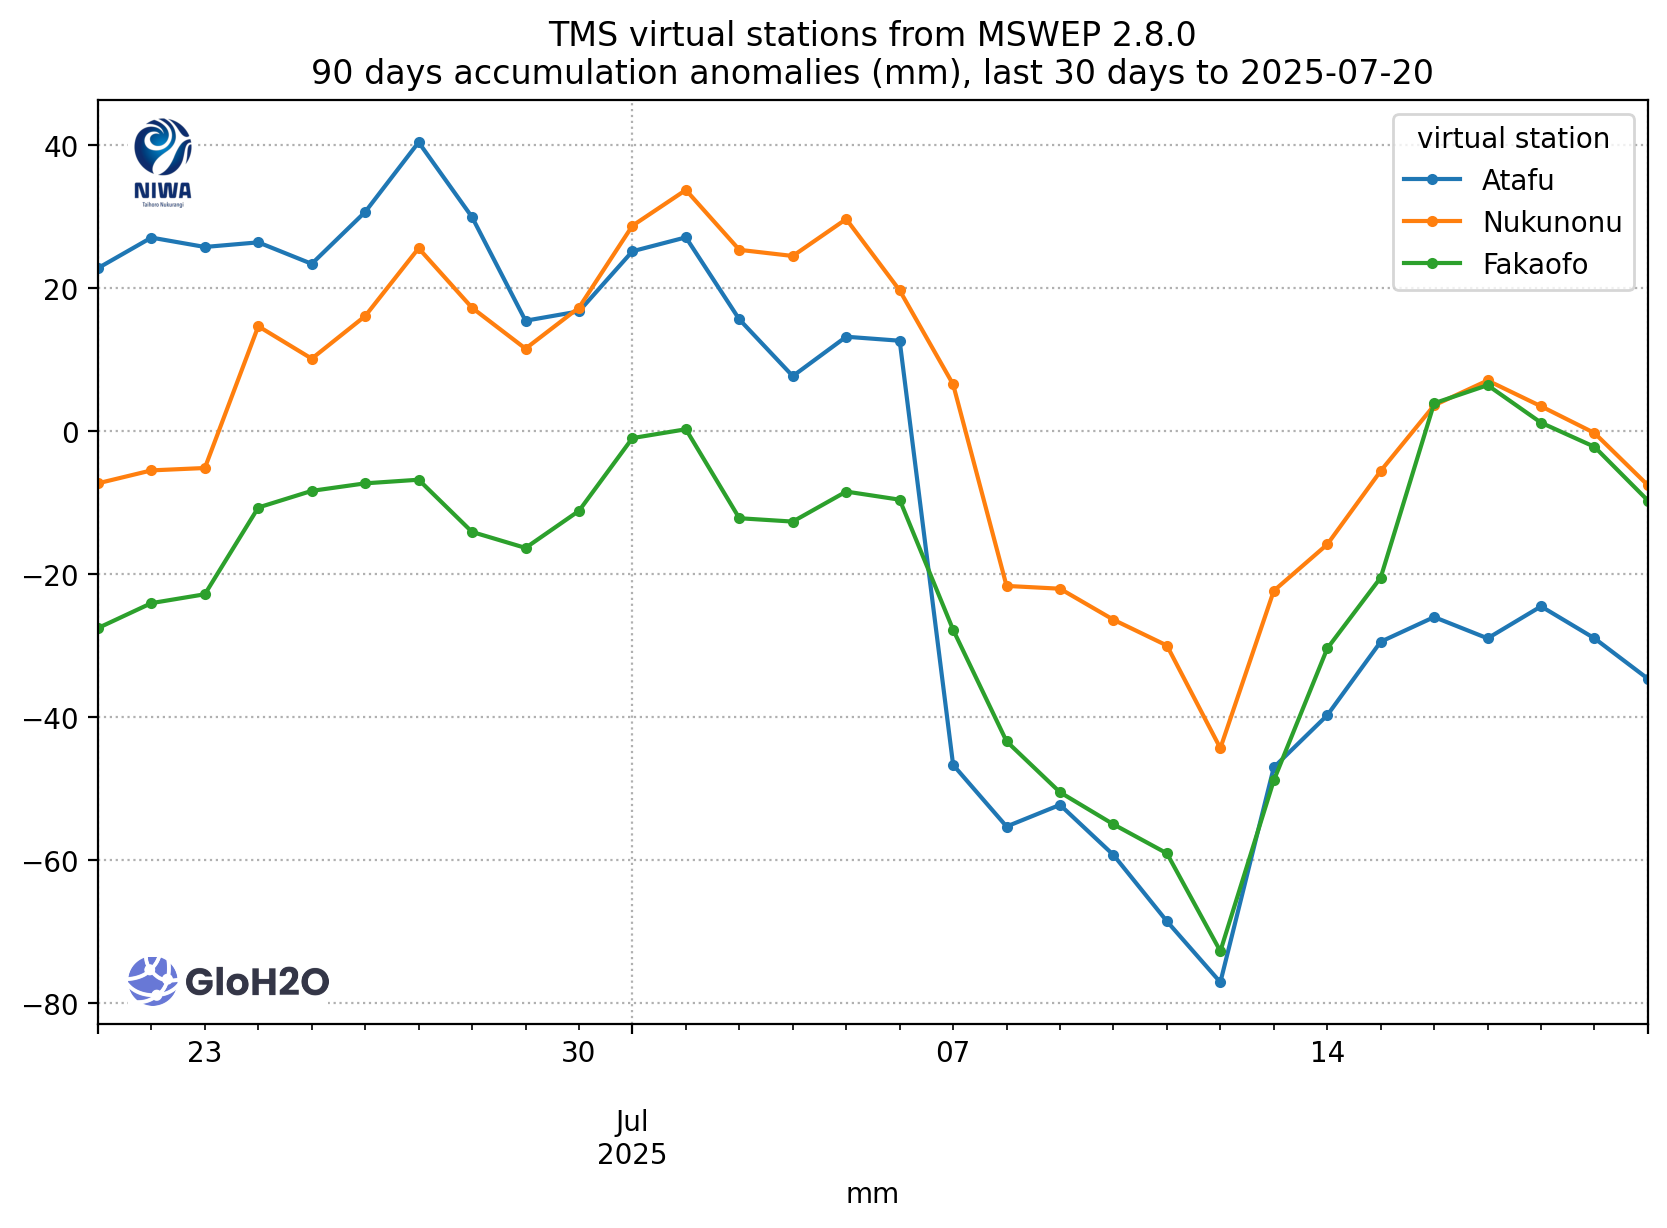 TMS virtual stations from MSWEP 2.8.0
90 days accumulation anomalies (mm), last 30 days to 2025-07-20
NIWA
Taihoro Nukurangi
virtual station
Atafu
Nukunonu
Fakaofo
40
20
0
−20
−40
−60
−80
GloH2O
23
30
07
14
Jul
2025
mm